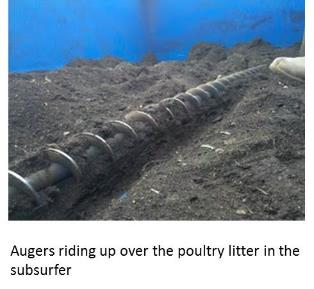 Augers riding up over the poultry litter in the
subsurfer